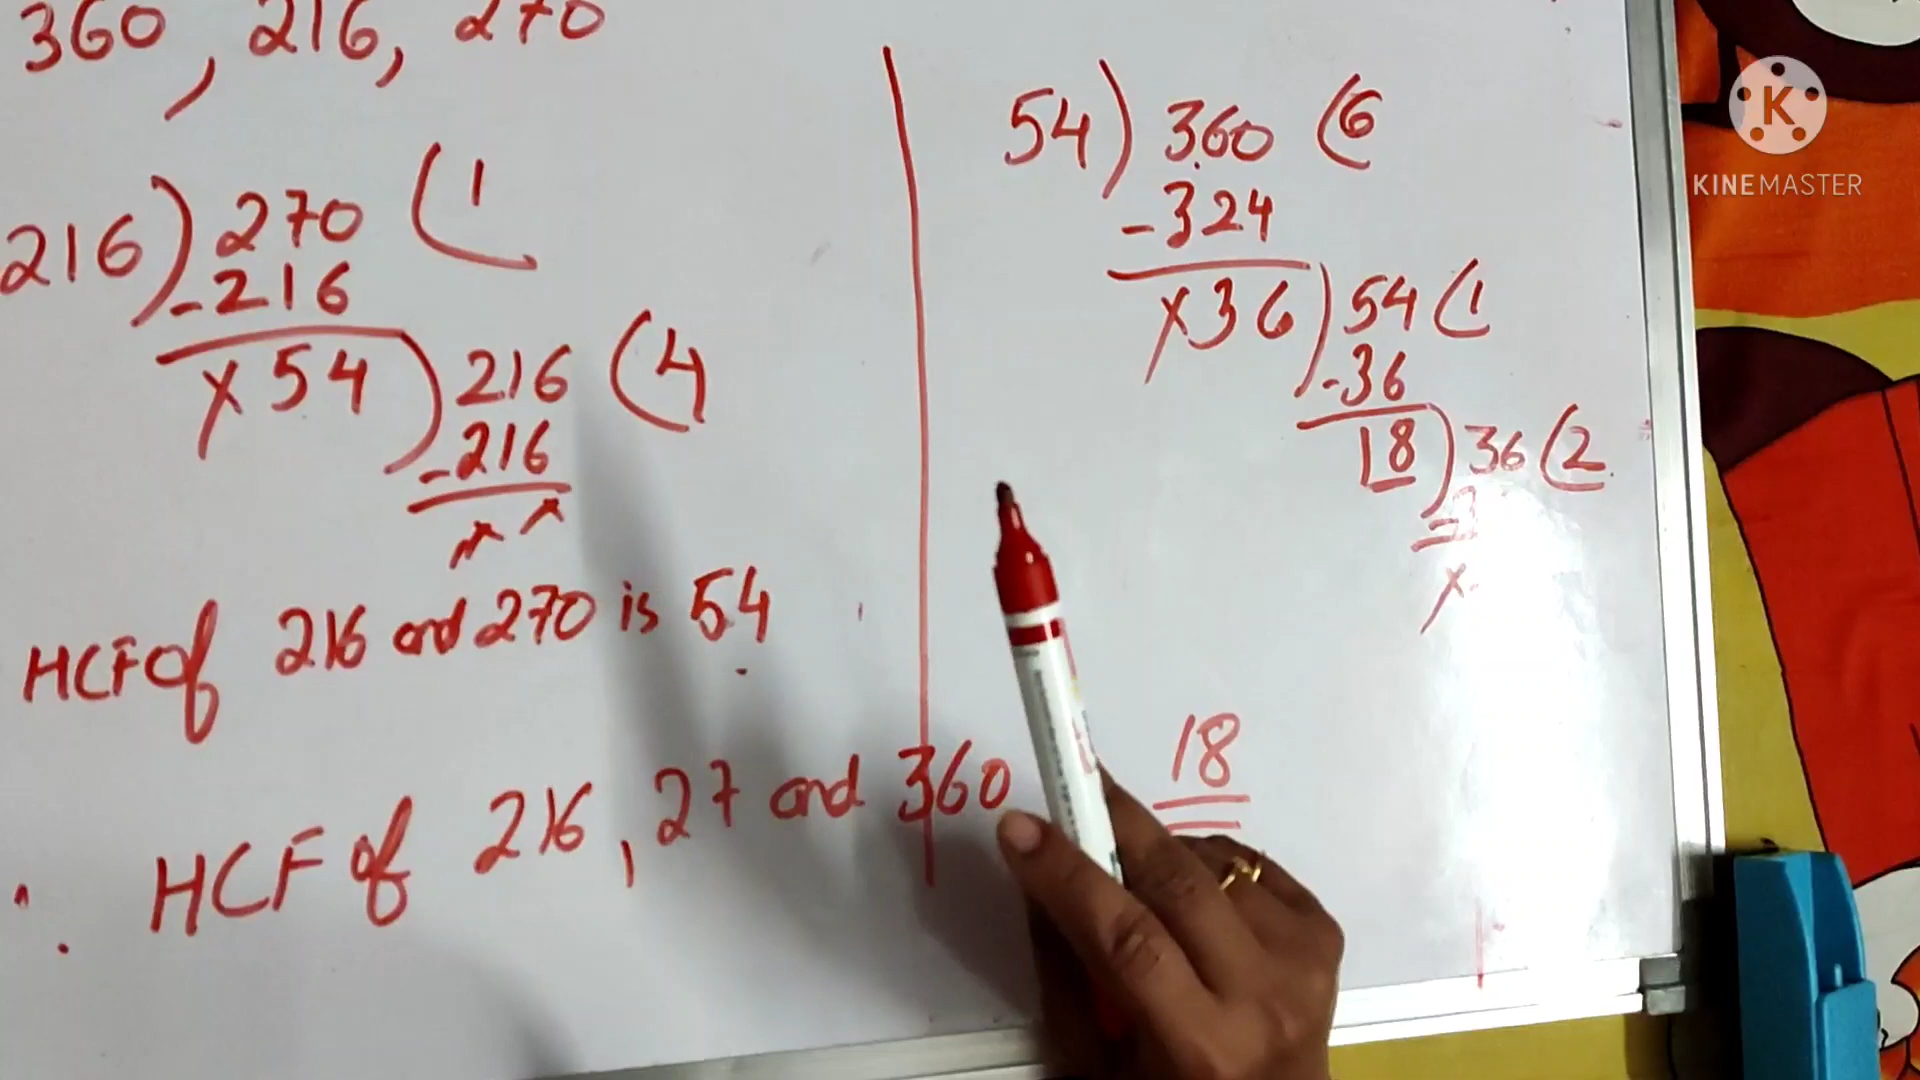 360, 216, 270
216) 270 (1
-216
x 54) 216 (4
-216
x x
HCF of 216 and 270 is 54
∴ HCF of 216, 27 and 360
54) 360 (6
-324
x 36) 54 (1
-36
18) 36 (2
x
18
K
KINEMASTER